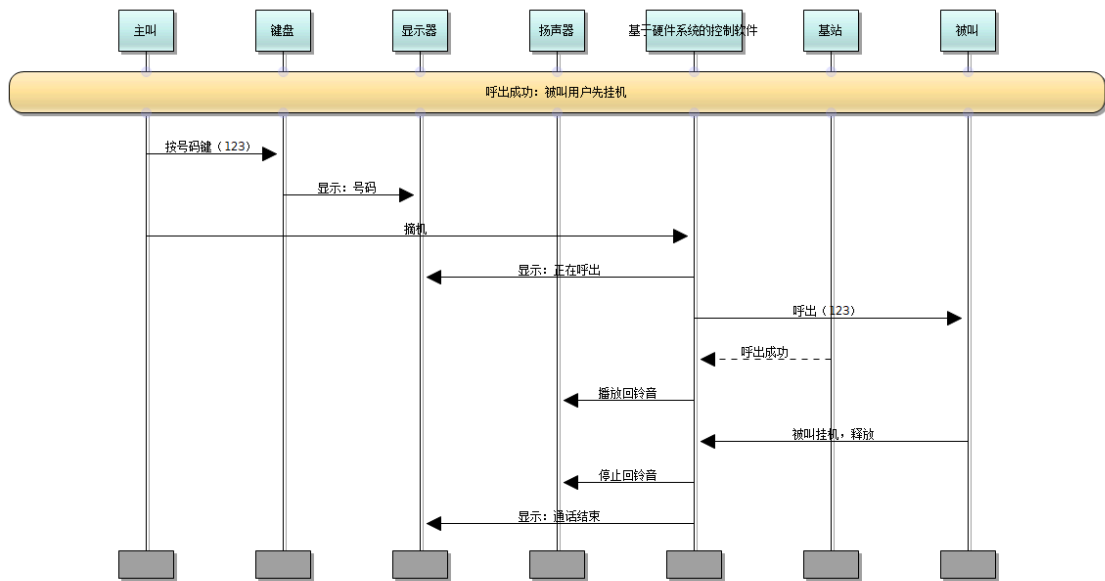 主叫
键盘
显示器
扬声器
基于硬件系统的控制软件
基站
被叫
呼出成功：被叫用户先挂机
按号码键（123）
显示：号码
摘机
显示：正在呼出
呼出（123）
呼出成功
播放回铃音
被叫挂机，释放
停止回铃音
显示：通话结束